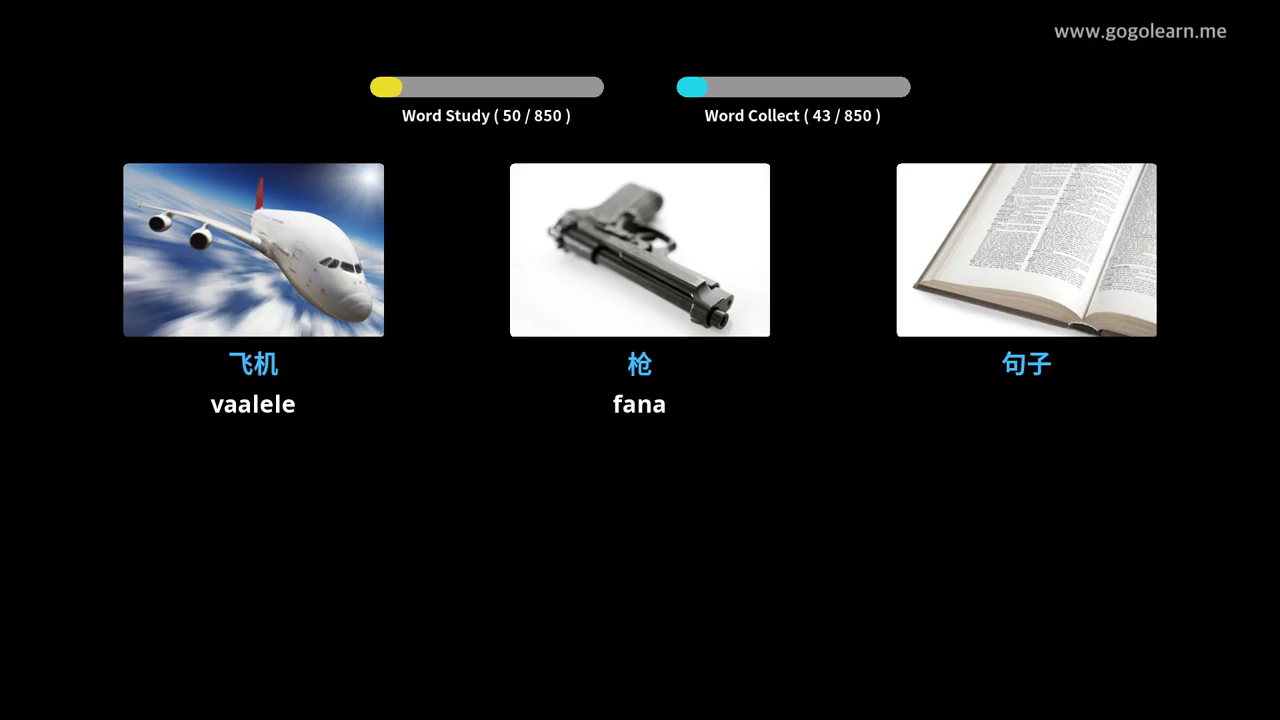 www.gogolearn.me
Word Study ( 50 / 850 )
Word Collect ( 43 / 850 )
飞机
枪
句子
vaalele
fana